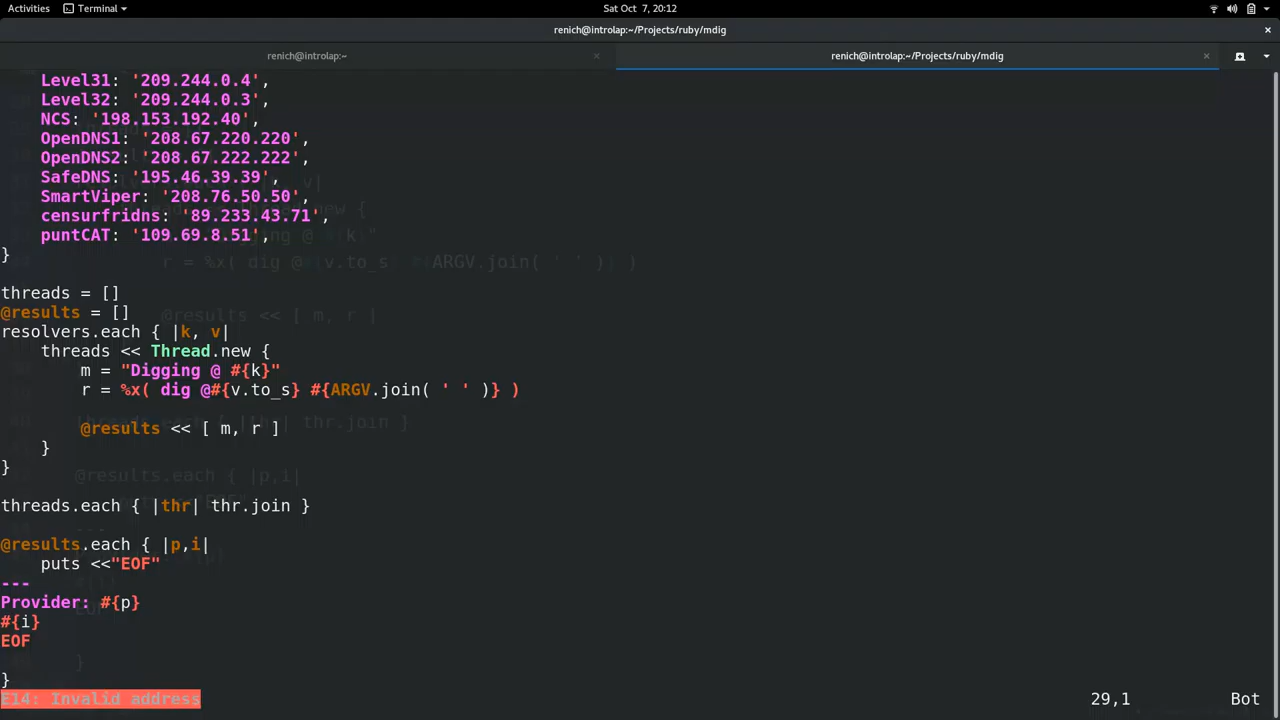 Activities Terminal Sat Oct 7, 20:12
renich@introlap:~/Projects/ruby/mdig
renich@introlap:~ renich@introlap:~/Projects/ruby/mdig
Level31: '209.244.0.4',
Level32: '209.244.0.3',
NCS: '198.153.192.40',
OpenDNS1: '208.67.220.220',
OpenDNS2: '208.67.222.222',
SafeDNS: '195.46.39.39',
SmartViper: '208.76.50.50',
censurfridns: '89.233.43.71',
puntCAT: '109.69.8.51',
}
threads = []
@results = []
resolvers.each { |k, v|
threads << Thread.new {
m = "Digging @ #{k}"
r = %x( dig @#{v.to_s} #{ARGV.join( ' ' )} )
@results << [ m, r ]
}
}
threads.each { |thr| thr.join }
@results.each { |p,i|
puts <<"EOF"
---
Provider: #{p}
#{i}
EOF
}
E14: Invalid address 29,1 Bot